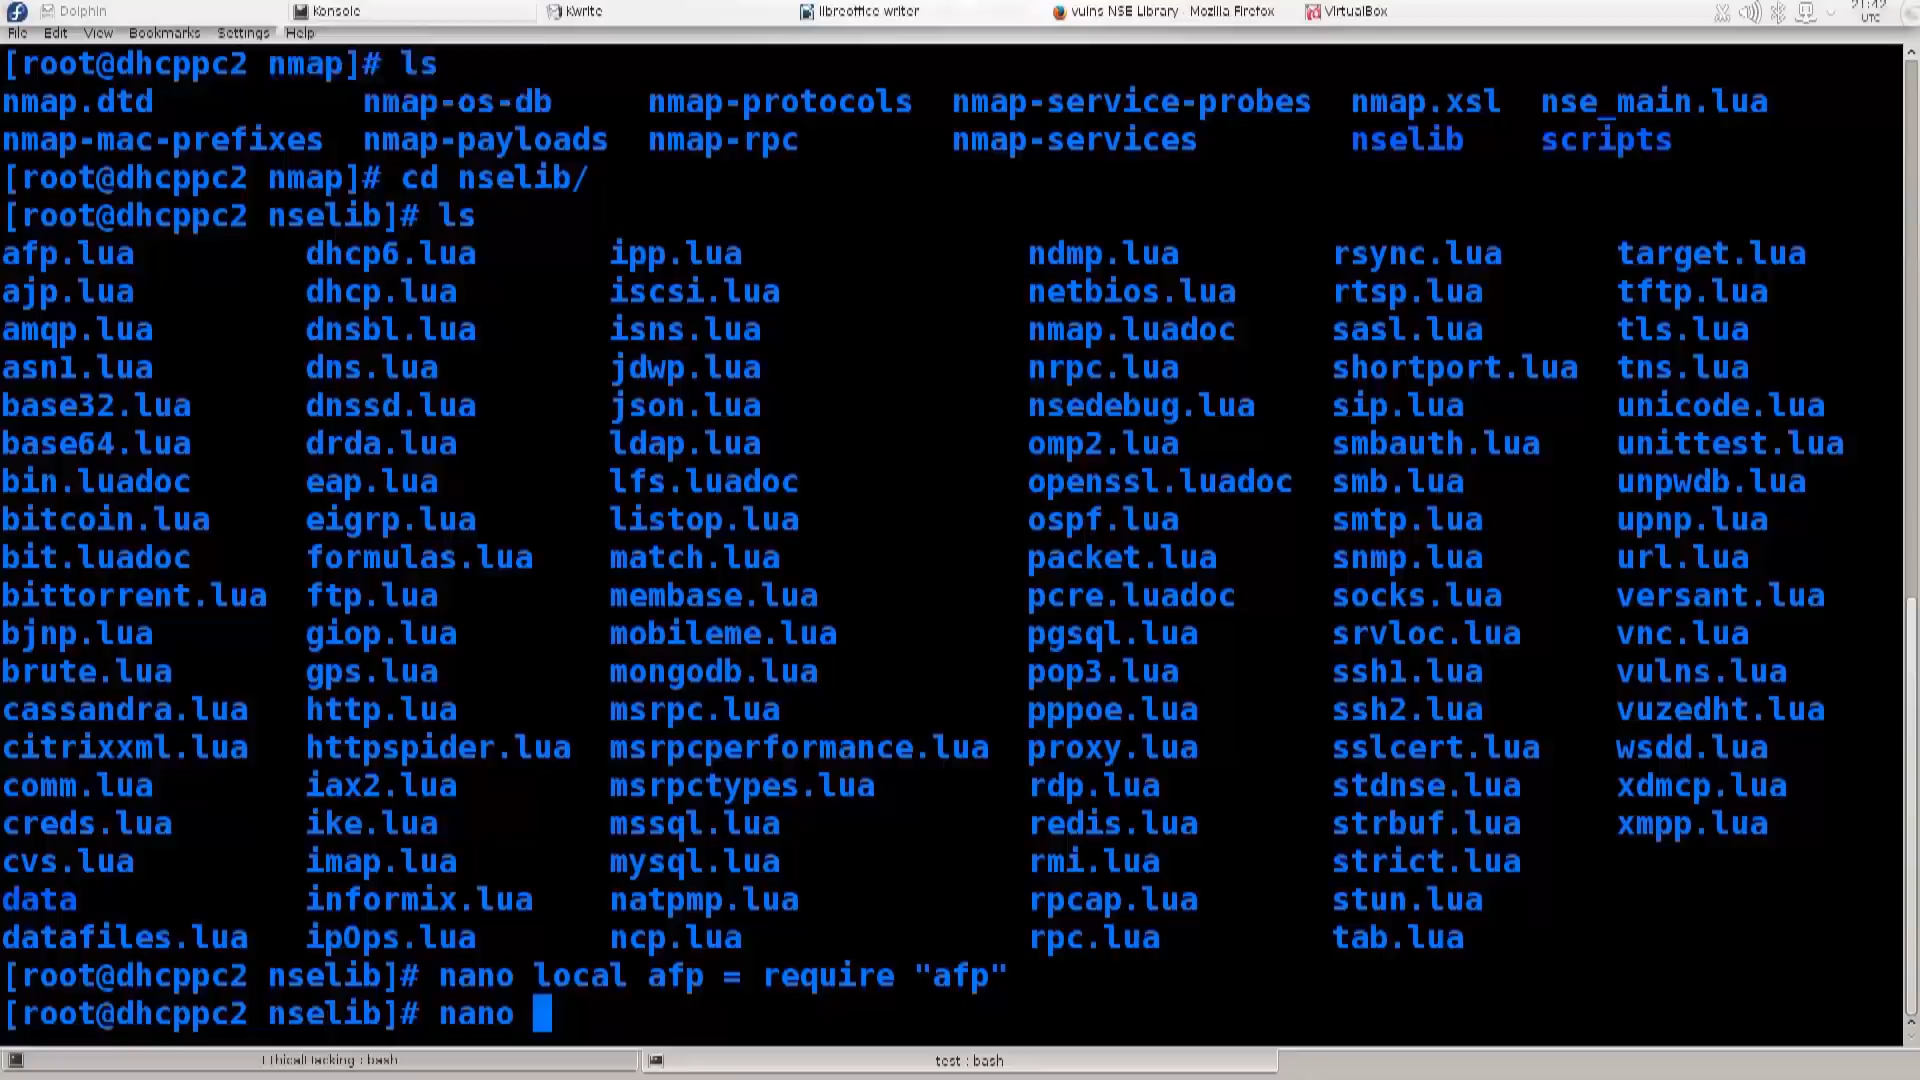 Dolphin Konsole Kwrite libreoffice writer vulns NSE Library - Mozilla Firefox VirtualBox 21:42
UTC
File Edit View Bookmarks Settings Help
[root@dhcppc2 nmap]# ls
nmap.dtd nmap-os-db nmap-protocols nmap-service-probes nmap.xsl nse_main.lua
nmap-mac-prefixes nmap-payloads nmap-rpc nmap-services nselib scripts
[root@dhcppc2 nmap]# cd nselib/
[root@dhcppc2 nselib]# ls
afp.lua dhcp6.lua ipp.lua ndmp.lua rsync.lua target.lua
ajp.lua dhcp.lua iscsi.lua netbios.lua rtsp.lua tftp.lua
amqp.lua dnsbl.lua isns.lua nmap.luadoc sasl.lua tls.lua
asn1.lua dns.lua jdwp.lua nrpc.lua shortport.lua tns.lua
base32.lua dnssd.lua json.lua nsedebug.lua sip.lua unicode.lua
base64.lua drda.lua ldap.lua omp2.lua smbauth.lua unittest.lua
bin.luadoc eap.lua lfs.luadoc openssl.luadoc smb.lua unpwdb.lua
bitcoin.lua eigrp.lua listop.lua ospf.lua smtp.lua upnp.lua
bit.luadoc formulas.lua match.lua packet.lua snmp.lua url.lua
bittorrent.lua ftp.lua membase.lua pcre.luadoc socks.lua versant.lua
bjnp.lua giop.lua mobileme.lua pgsql.lua srvloc.lua vnc.lua
brute.lua gps.lua mongodb.lua pop3.lua ssh1.lua vulns.lua
cassandra.lua http.lua msrpc.lua pppoe.lua ssh2.lua vuzedht.lua
citrixxml.lua httpspider.lua msrpcperformance.lua proxy.lua sslcert.lua wsdd.lua
comm.lua iax2.lua msrpctypes.lua rdp.lua stdnse.lua xdmcp.lua
creds.lua ike.lua mssql.lua redis.lua strbuf.lua xmpp.lua
cvs.lua imap.lua mysql.lua rmi.lua strict.lua
data informix.lua natpmp.lua rpcap.lua stun.lua
datafiles.lua ipOps.lua ncp.lua rpc.lua tab.lua
[root@dhcppc2 nselib]# nano local afp = require "afp"
[root@dhcppc2 nselib]# nano
EthicalHacking : bash test : bash